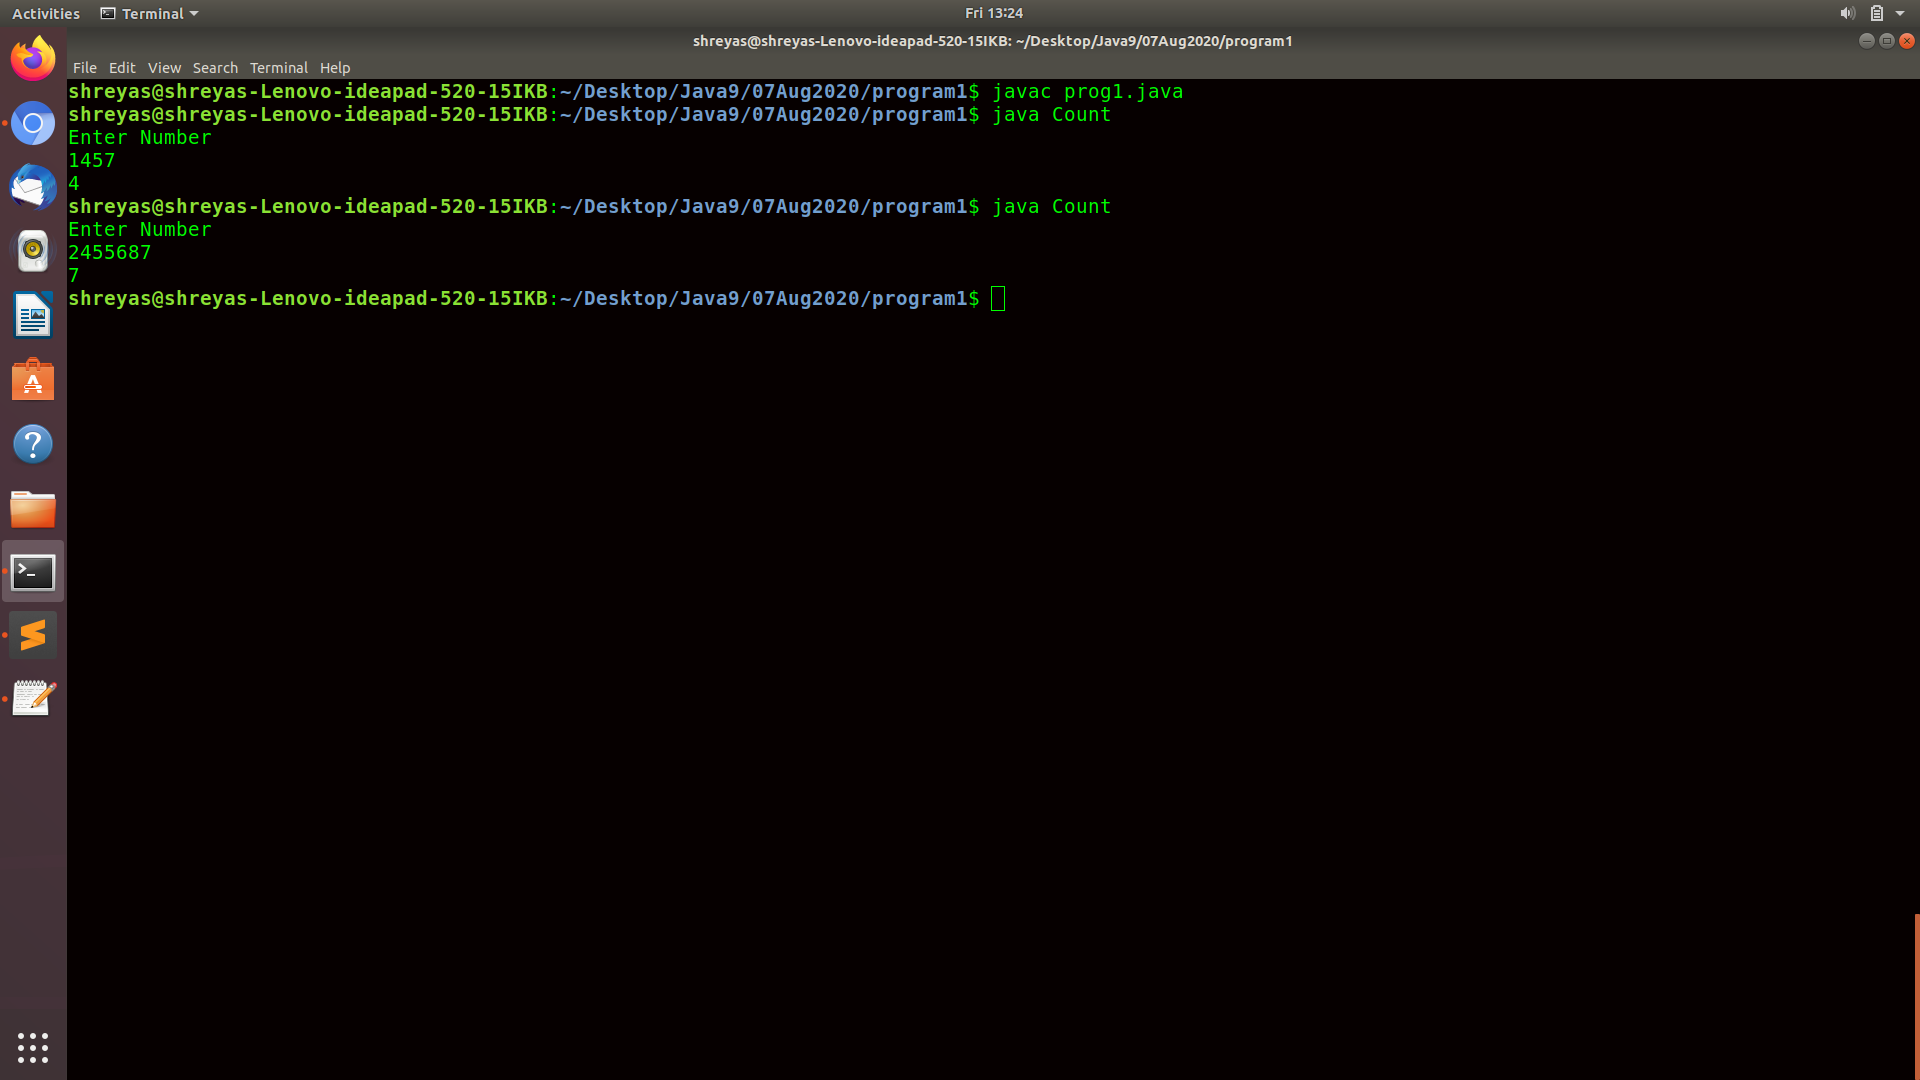 Activities Terminal Fri 13:24
shreyas@shreyas-Lenovo-ideapad-520-15IKB: ~/Desktop/Java9/07Aug2020/program1
File Edit View Search Terminal Help
shreyas@shreyas-Lenovo-ideapad-520-15IKB:~/Desktop/Java9/07Aug2020/program1$ javac prog1.java
shreyas@shreyas-Lenovo-ideapad-520-15IKB:~/Desktop/Java9/07Aug2020/program1$ java Count
Enter Number
1457
4
shreyas@shreyas-Lenovo-ideapad-520-15IKB:~/Desktop/Java9/07Aug2020/program1$ java Count
Enter Number
2455687
7
shreyas@shreyas-Lenovo-ideapad-520-15IKB:~/Desktop/Java9/07Aug2020/program1$